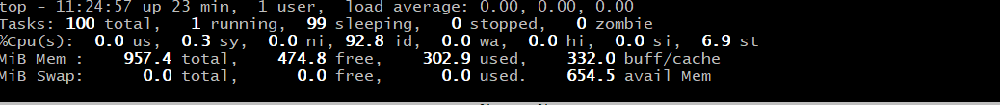 top - 11:24:57 up 23 min,  1 user,  load average: 0.00, 0.00, 0.00
Tasks: 100 total,   1 running,  99 sleeping,   0 stopped,   0 zombie
%Cpu(s):  0.0 us,  0.3 sy,  0.0 ni, 92.8 id,  0.0 wa,  0.0 hi,  0.0 si,  6.9 st
MiB Mem :    957.4 total,    474.8 free,    302.9 used,    332.0 buff/cache
MiB Swap:      0.0 total,      0.0 free,      0.0 used.    654.5 avail Mem